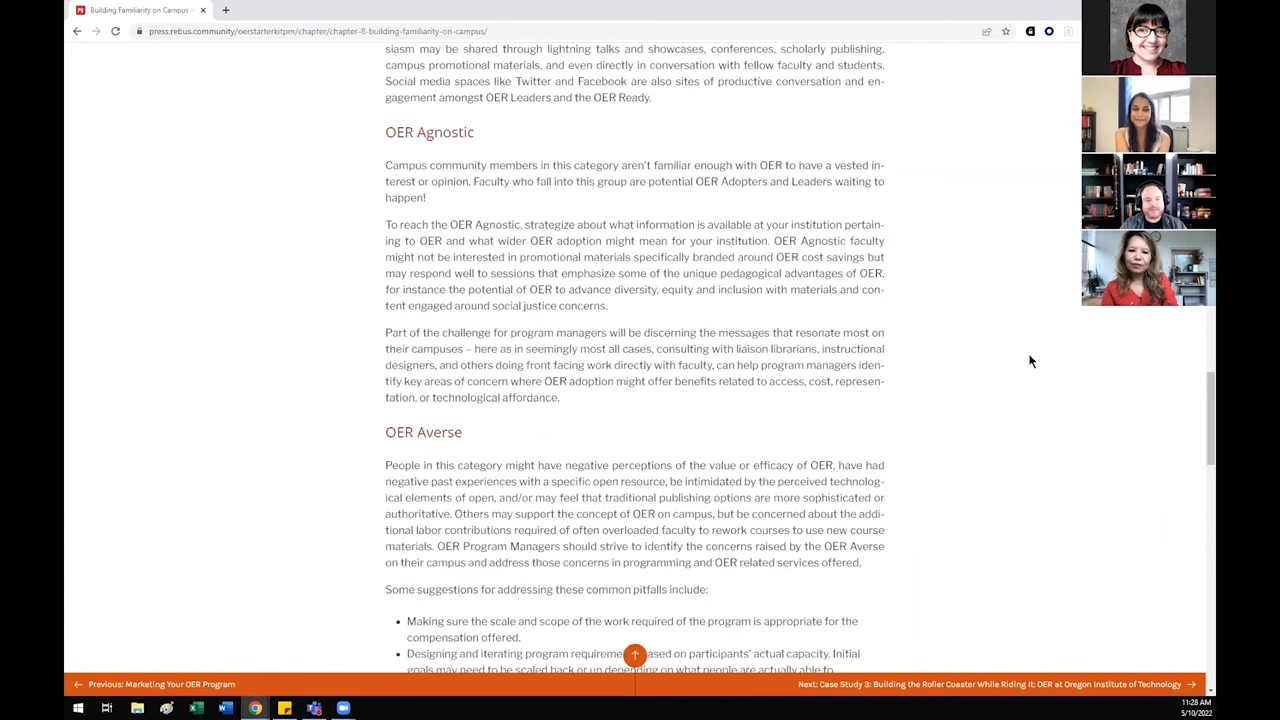 Building Familiarity on Campus -
press.rebus.community/oerstarterkitpm/chapter/chapter-8-building-familiarity-on-campus/
siasm may be shared through lightning talks and showcases, conferences, scholarly publishing,
campus promotional materials, and even directly in conversation with fellow faculty and students.
Social media spaces like Twitter and Facebook are also sites of productive conversation and en-
gagement amongst OER Leaders and the OER Ready.
OER Agnostic
Campus community members in this category aren't familiar enough with OER to have a vested in-
terest or opinion. Faculty who fall into this group are potential OER Adopters and Leaders waiting to
happen!
To reach the OER Agnostic, strategize about what information is available at your institution pertain-
ing to OER and what wider OER adoption might mean for your institution. OER Agnostic faculty
might not be interested in promotional materials specifically branded around OER cost savings but
may respond well to sessions that emphasize some of the unique pedagogical advantages of OER,
for instance the potential of OER to advance diversity, equity and inclusion with materials and con-
tent engaged around social justice concerns.
Part of the challenge for program managers will be discerning the messages that resonate most on
their campuses – here as in seemingly most all cases, consulting with liaison librarians, instructional
designers, and others doing front facing work directly with faculty, can help program managers iden-
tify key areas of concern where OER adoption might offer benefits related to access, cost, represen-
tation, or technological affordance.
OER Averse
People in this category might have negative perceptions of the value or efficacy of OER, have had
negative past experiences with a specific open resource, be intimidated by the perceived technolog-
ical elements of open, and/or may feel that traditional publishing options are more sophisticated or
authoritative. Others may support the concept of OER on campus, but be concerned about the addi-
tional labor contributions required of often overloaded faculty to rework courses to use new course
materials. OER Program Managers should strive to identify the concerns raised by the OER Averse
on their campus and address those concerns in programming and OER related services offered.
Some suggestions for addressing these common pitfalls include:
• Making sure the scale and scope of the work required of the program is appropriate for the
compensation offered.
• Designing and iterating program requireme ased on participants' actual capacity. Initial
goals may need to be scaled back or up depending on what people are actually able to
← Previous: Marketing Your OER Program
Next: Case Study 3: Building the Roller Coaster While Riding It: OER at Oregon Institute of Technology →
11:28 AM
5/10/2022